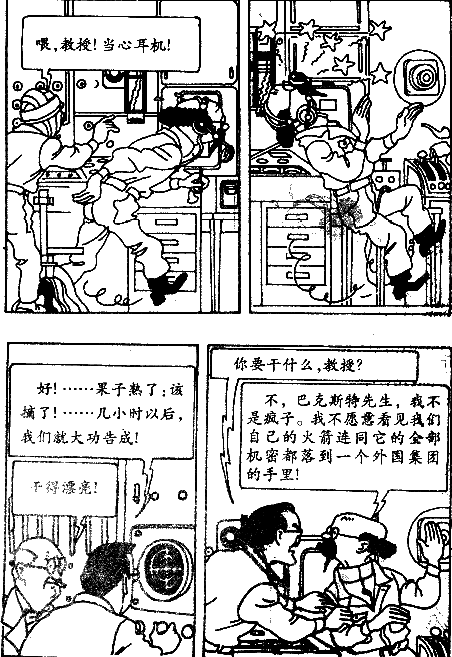 喂,教授!当心耳机!
好!……果子熟了;该
摘了!……几小时以后,
我们就大功告成!
干得漂亮!
你要干什么,教授?
不,巴克斯特先生,我不
是疯子。我不愿意看见我们
自己的火箭连同它的全部
机密都落到一个外国集团
的手里!